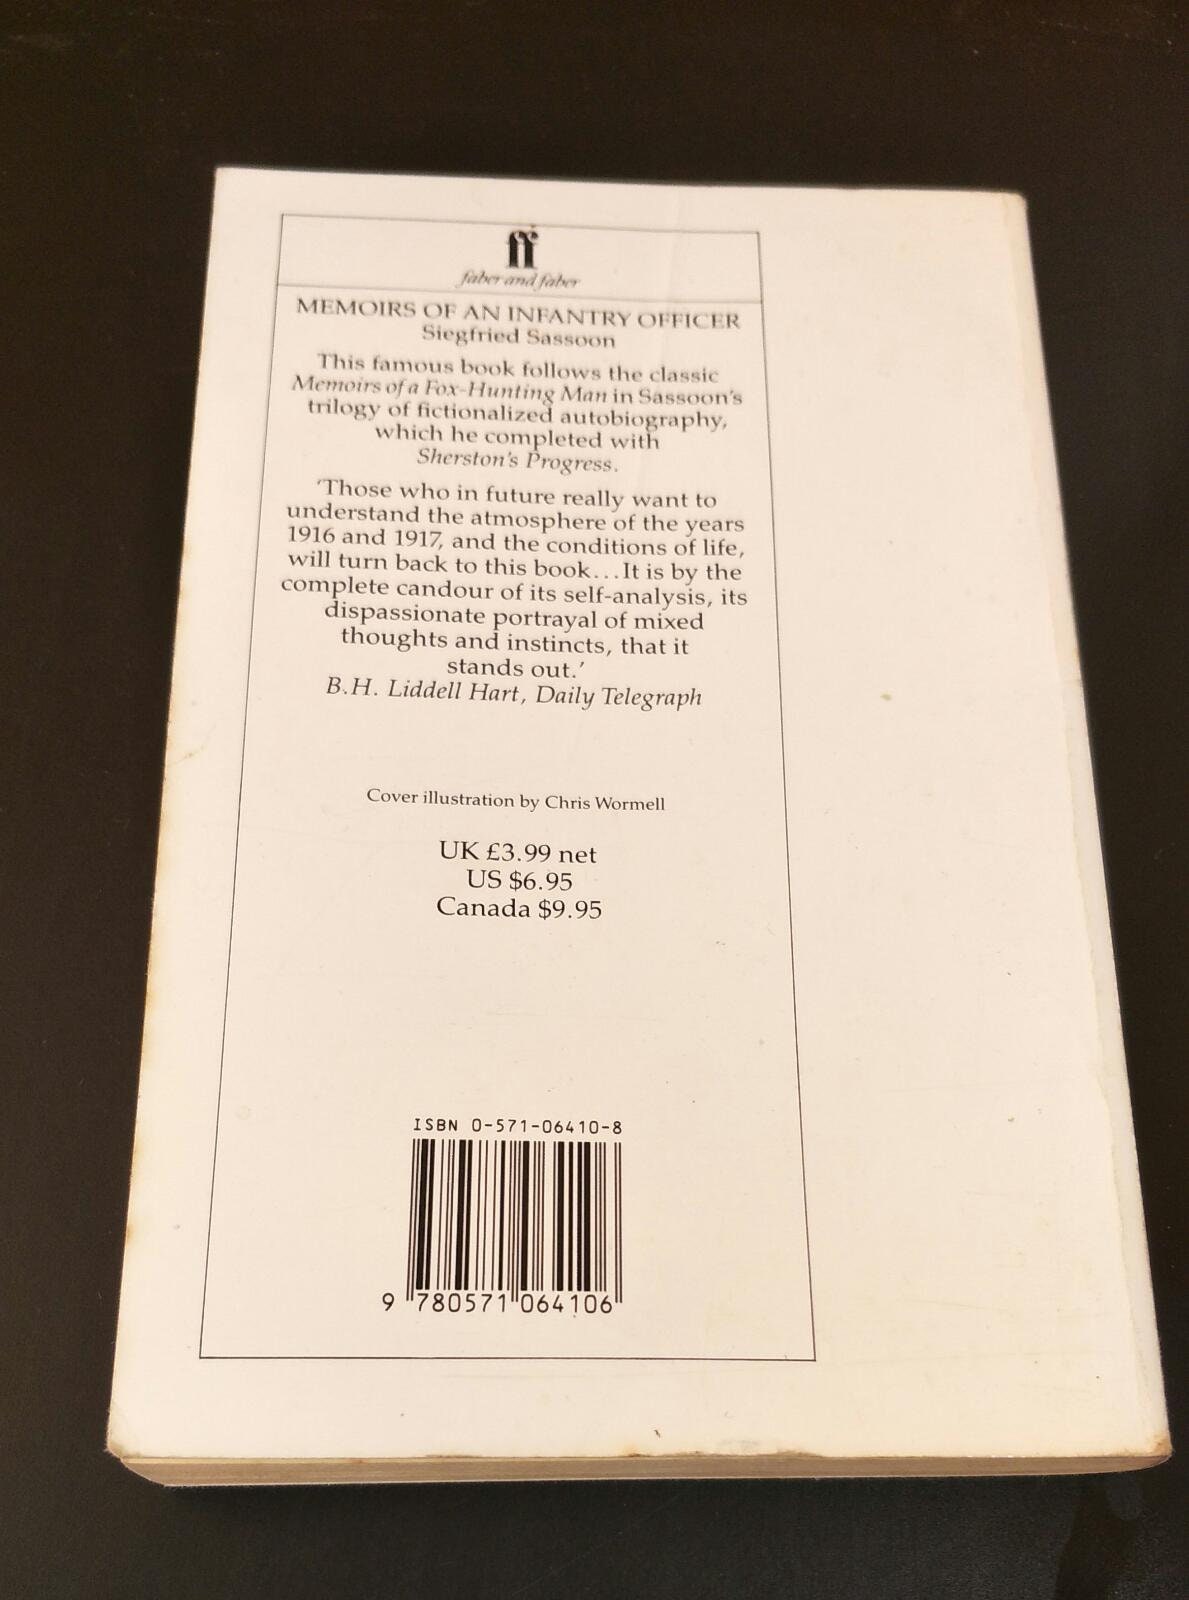 ff
faber and faber
MEMOIRS OF AN INFANTRY OFFICER
Siegfried Sassoon
This famous book follows the classic
Memoirs of a Fox-Hunting Man in Sassoon's
trilogy of fictionalized autobiography,
which he completed with
Sherston's Progress.
'Those who in future really want to
understand the atmosphere of the years
1916 and 1917, and the conditions of life,
will turn back to this book...It is by the
complete candour of its self-analysis, its
dispassionate portrayal of mixed
thoughts and instincts, that it
stands out.'
B.H. Liddell Hart, Daily Telegraph
Cover illustration by Chris Wormell
UK £3.99 net
US $6.95
Canada $9.95
ISBN 0-571-06410-8
9 780571 064106